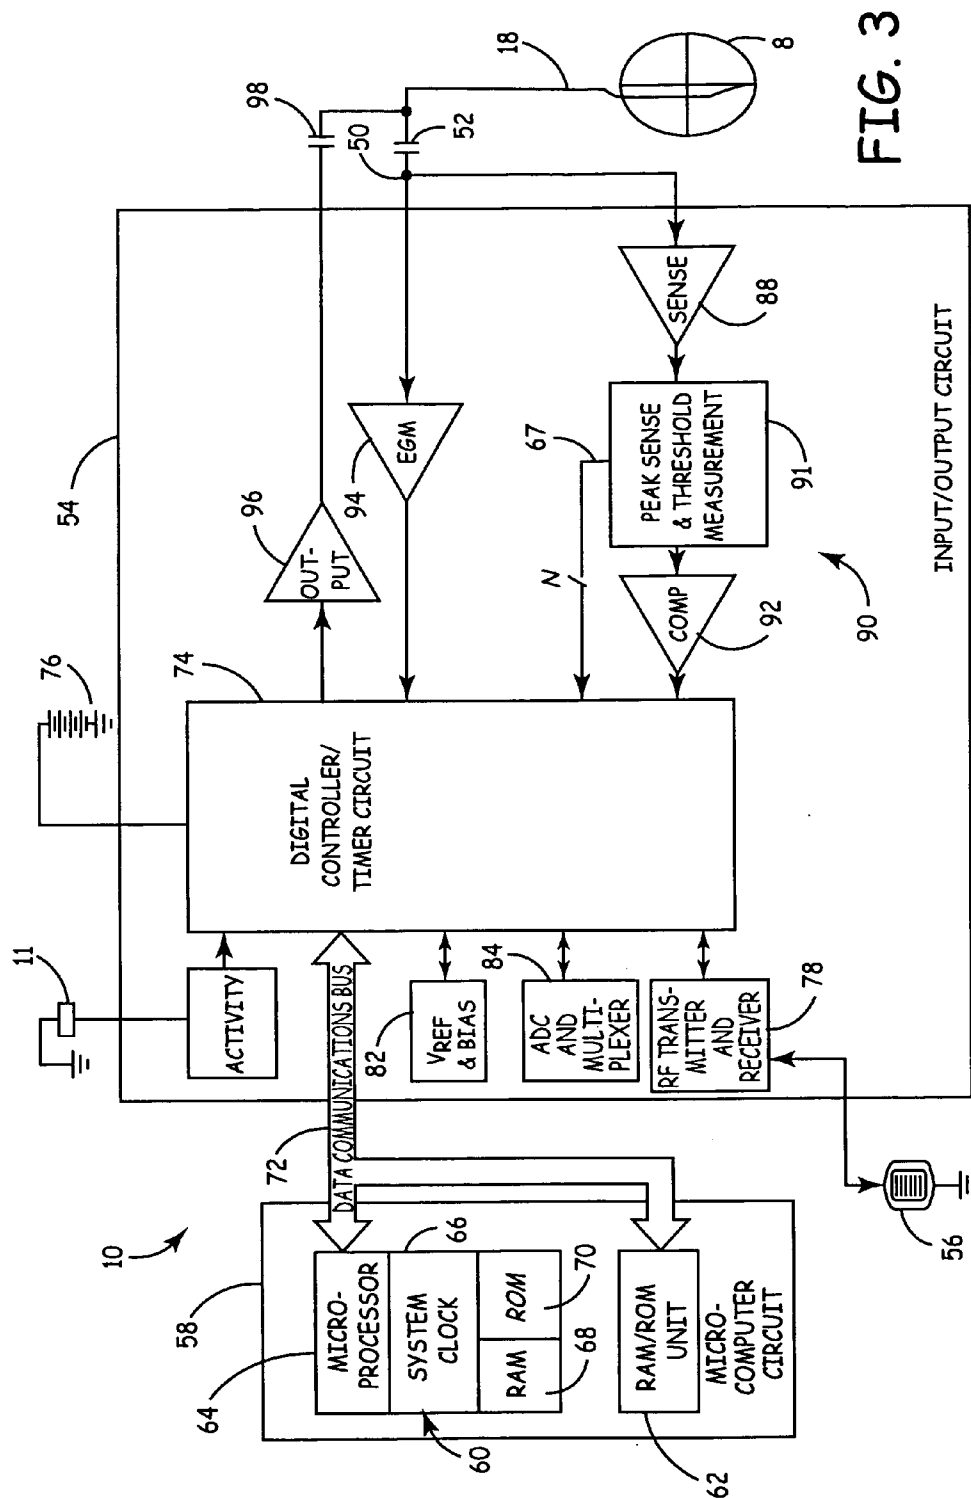 10
58
64
MICRO-
PROCESSOR
66
SYSTEM
CLOCK
RAM
ROM
68
70
60
RAM/ROM
UNIT
62
MICRO-
COMPUTER
CIRCUIT
72
DATA COMMUNICATIONS BUS
56
11
ACTIVITY
82
VREF
& BIAS
84
ADC
AND
MULTI-
PLEXER
RF TRANS-
MITTER
AND
RECEIVER
78
76
74
DIGITAL
CONTROLLER/
TIMER CIRCUIT
54
96
OUT-
PUT
94
EGM
67
N
PEAK SENSE
& THRESHOLD
MEASUREMENT
91
COMP
92
90
SENSE
88
INPUT/OUTPUT CIRCUIT
98
50
52
18
8
FIG. 3